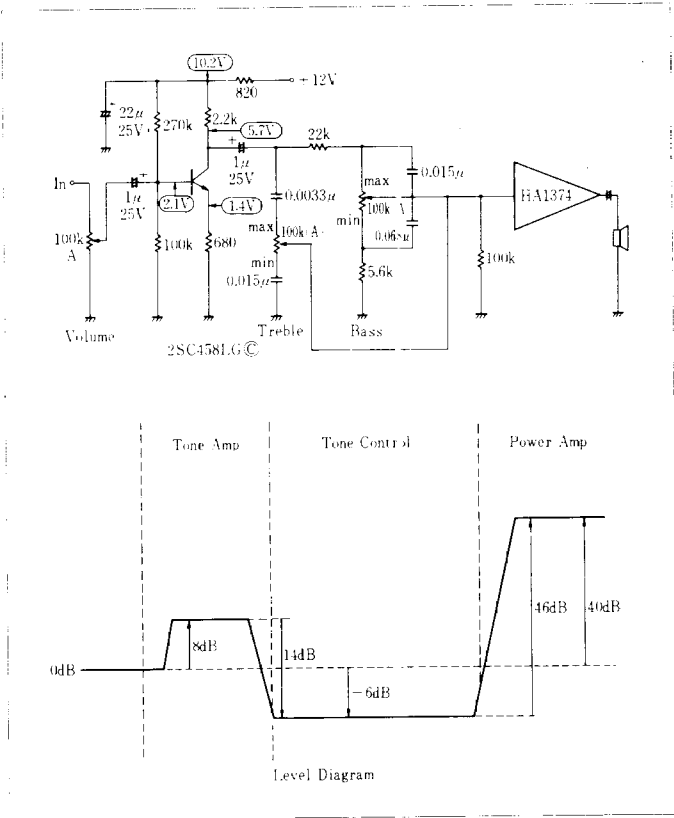 10.2V
+12V
820
22μ
25V
270k
2.2k
5.7V
22k
1μ
25V
max
0.015μ
In
1μ
25V
2.1V
1.4V
0.0033μ
max
100k(A)
min
100k A
min
0.068μ
HA1374
100k
A
100k
680
0.015μ
5.6k
100k
Volume
Treble
Bass
2SC458LG Ⓒ
Tone Amp
Tone Control
Power Amp
0dB
8dB
14dB
-6dB
46dB
40dB
Level Diagram